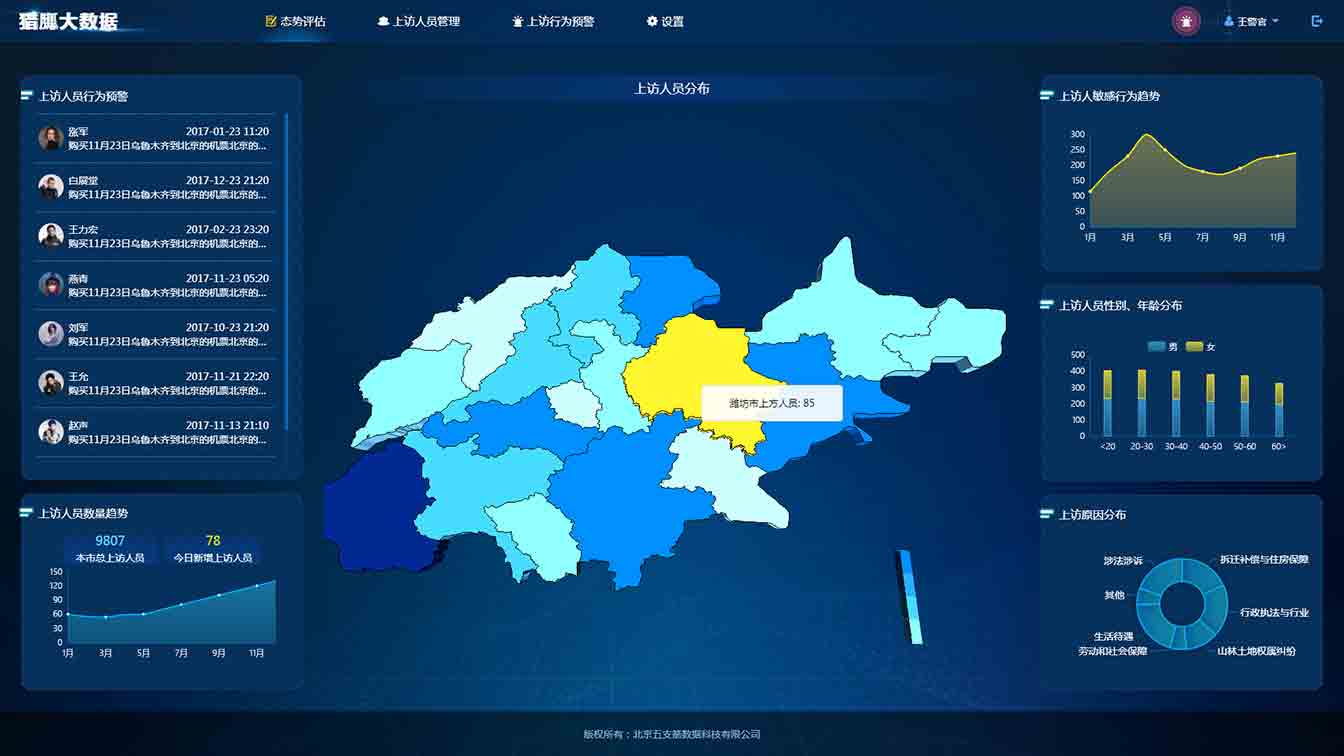 猎鹰大数据
态势评估
上访人员管理
上访行为预警
设置
王警官
上访人员行为预警
张军 2017-01-23 11:20
购买11月23日乌鲁木齐到北京的机票北京的...
白展堂 2017-12-23 21:20
购买11月23日乌鲁木齐到北京的机票北京的...
王力宏 2017-02-23 23:20
购买11月23日乌鲁木齐到北京的机票北京的...
燕青 2017-11-23 05:20
购买11月23日乌鲁木齐到北京的机票北京的...
刘军 2017-10-23 21:20
购买11月23日乌鲁木齐到北京的机票北京的...
王允 2017-11-21 22:20
购买11月23日乌鲁木齐到北京的机票北京的...
赵声 2017-11-13 21:10
购买11月23日乌鲁木齐到北京的机票北京的...
上访人员数量趋势
9807 78
本市总上访人员 今日新增上访人员
150
120
90
60
30
0
1月 3月 5月 7月 9月 11月
上访人员分布
潍坊市上方人员: 85
上访人敏感行为趋势
300
250
200
150
100
50
0
1月 3月 5月 7月 9月 11月
上访人员性别、年龄分布
男 女
500
400
300
200
100
0
<20 20-30 30-40 40-50 50-60 60>
上访原因分布
涉法涉诉
拆迁补偿与住房保障
其他
行政执法与行业
生活待遇
劳动和社会保障
山林土地权属纠纷
版权所有：北京五支箭数据科技有限公司